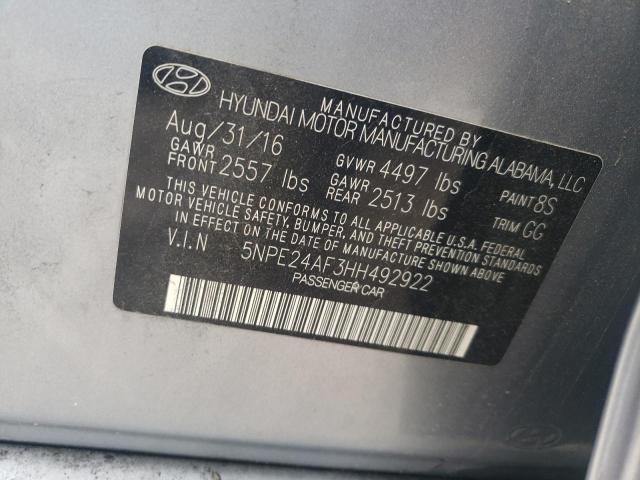 MANUFACTURED BY
HYUNDAI MOTOR MANUFACTURING ALABAMA, LLC
Aug/31/16 GVWR 4497 lbs PAINT 8S
GAWR FRONT 2557 lbs GAWR REAR 2513 lbs TRIM CG
THIS VEHICLE CONFORMS TO ALL APPLICABLE U.S.A. FEDERAL
MOTOR VEHICLE SAFETY, BUMPER, AND THEFT PREVENTION STANDARDS
IN EFFECT ON THE DATE OF MANUFACTURE SHOWN ABOVE
V.I.N 5NPE24AF3HH492922
PASSENGER CAR